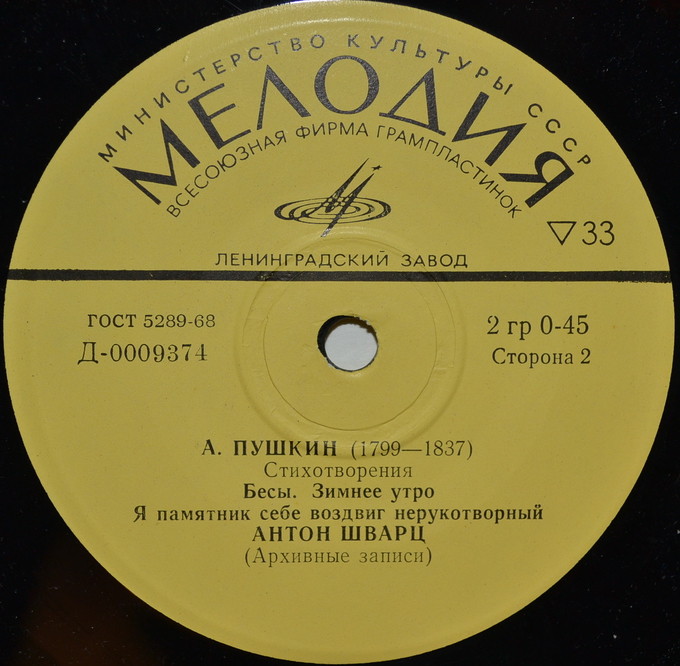 МИНИСТЕРСТВО КУЛЬТУРЫ СССР
МЕЛОДИЯ
ВСЕСОЮЗНАЯ ФИРМА ГРАМПЛАСТИНОК
▽ 33
ЛЕНИНГРАДСКИЙ ЗАВОД
ГОСТ 5289-68
Д-0009374
2 гр 0-45
Сторона 2
А. ПУШКИН (1799—1837)
Стихотворения
Бесы. Зимнее утро
Я памятник себе воздвиг нерукотворный
АНТОН ШВАРЦ
(Архивные записи)